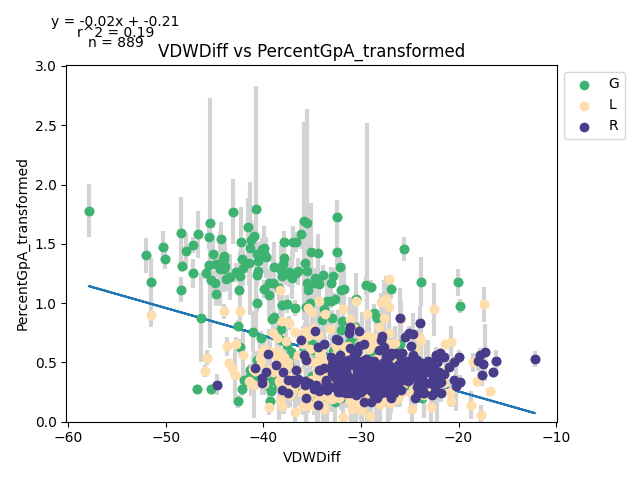 y = -0.02x + -0.21
r^2 = 0.19
n = 889
VDWDiff vs PercentGpA_transformed
G
L
R
3.0
2.5
2.0
1.5
1.0
0.5
0.0
PercentGpA_transformed
−60 −50 −40 −30 −20 −10
VDWDiff